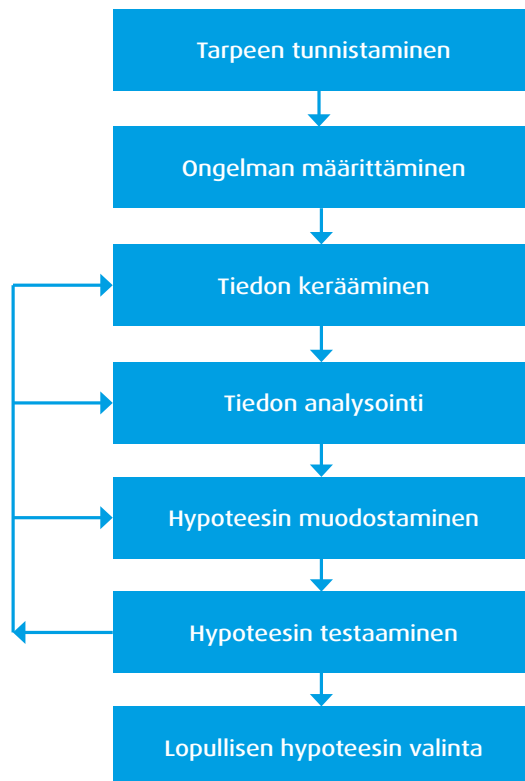 Tarpeen tunnistaminen
Ongelman määrittäminen
Tiedon kerääminen
Tiedon analysointi
Hypoteesin muodostaminen
Hypoteesin testaaminen
Lopullisen hypoteesin valinta